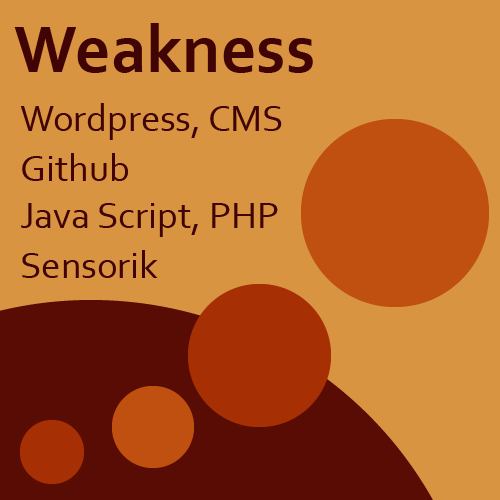 Weakness
Wordpress, CMS
Github
Java Script, PHP
Sensorik